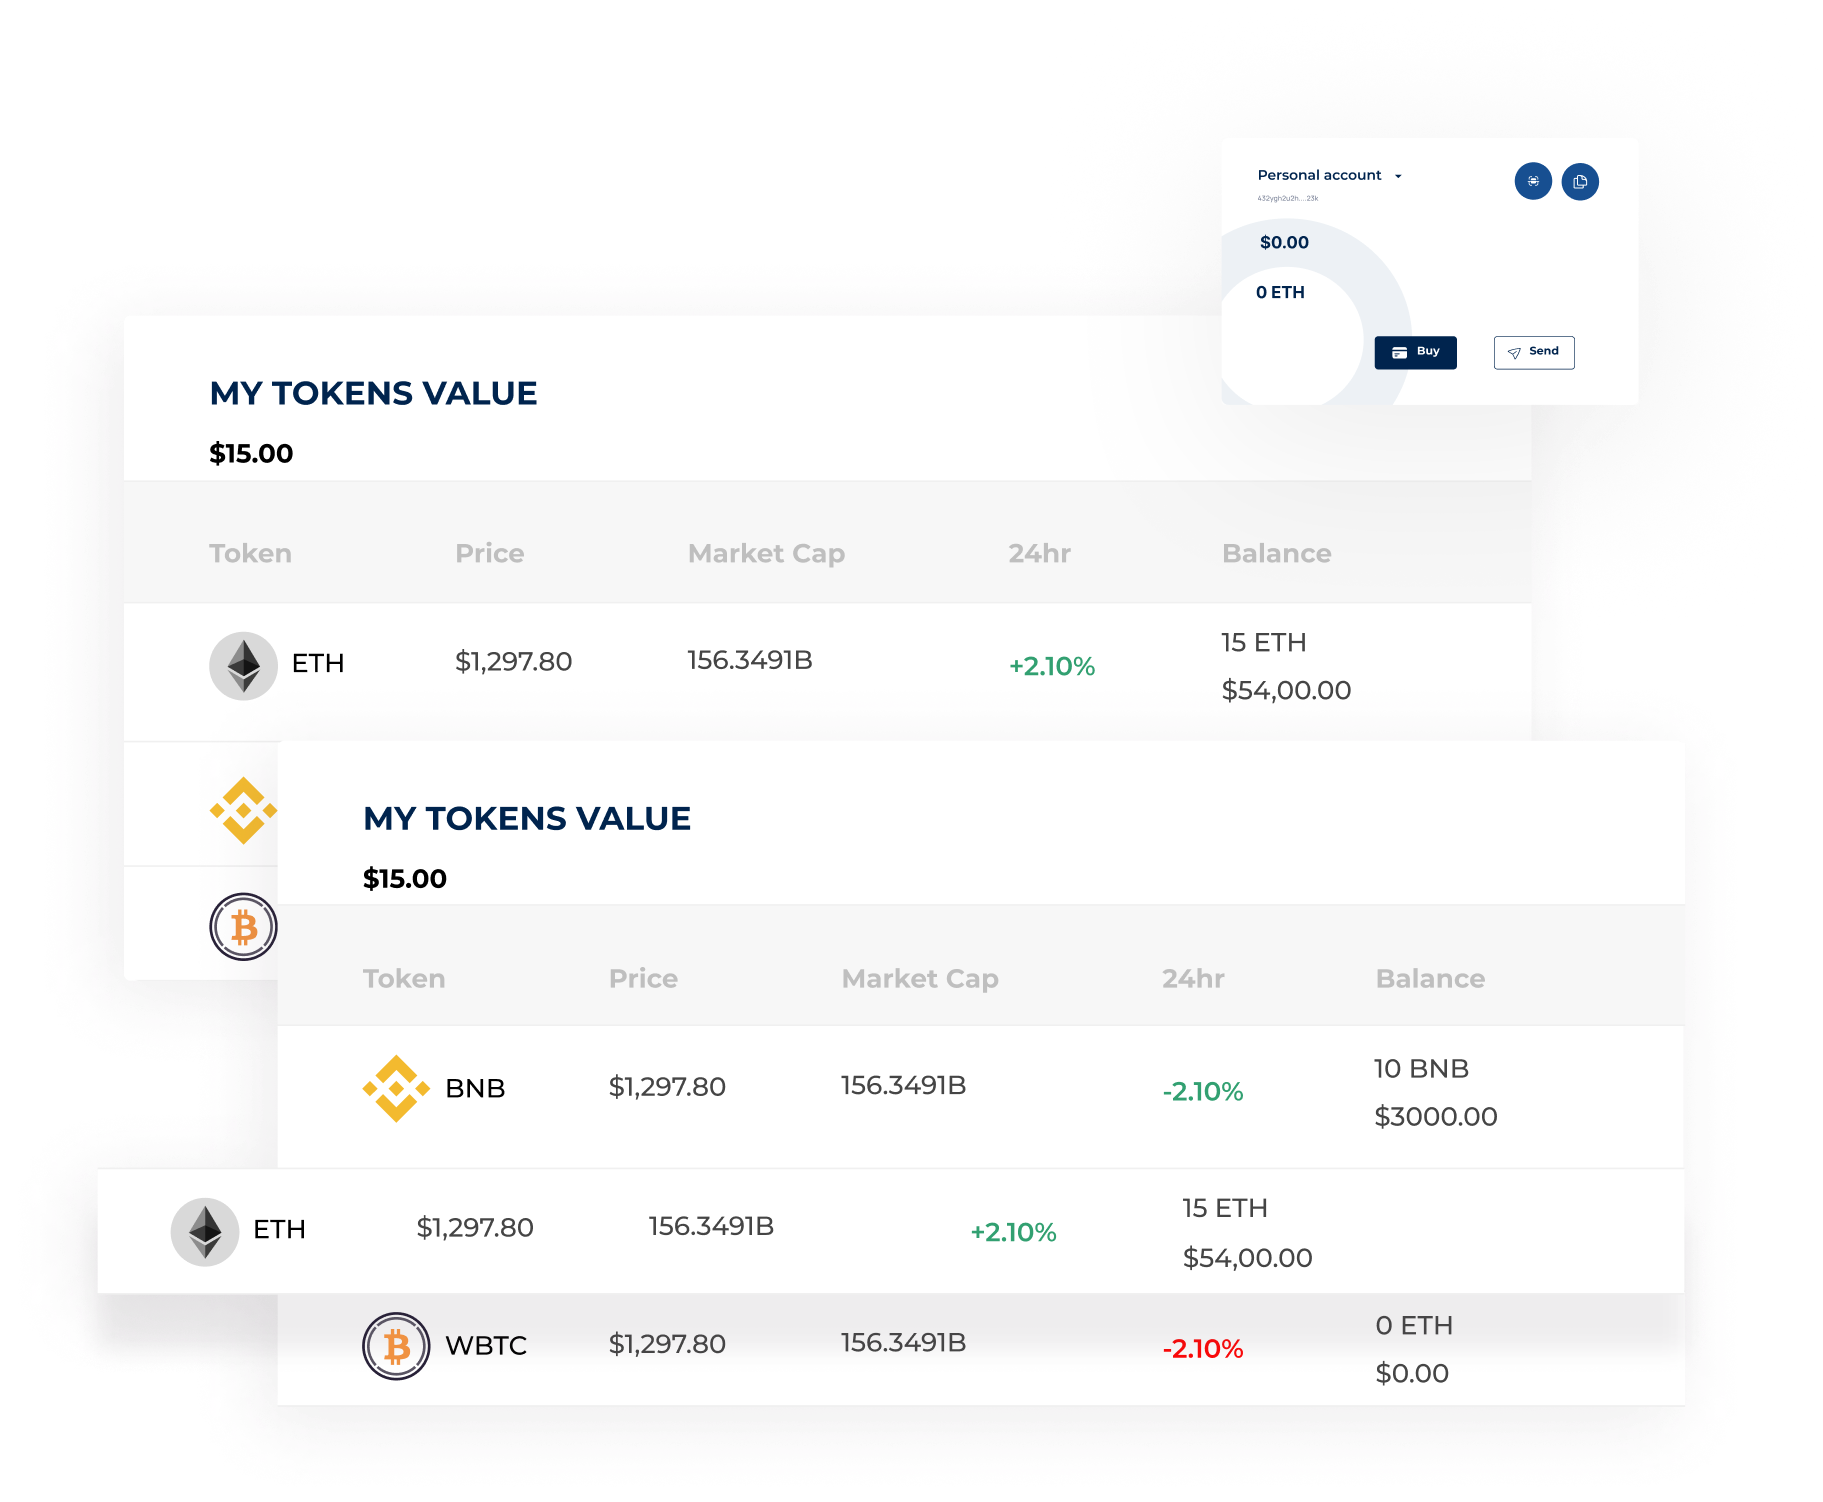 Personal account
432ygh2u2h....23k
$0.00
0 ETH
Buy
Send
MY TOKENS VALUE
$15.00
Token Price Market Cap 24hr Balance
ETH $1,297.80 156.3491B +2.10% 15 ETH
$54,00.00
MY TOKENS VALUE
$15.00
Token Price Market Cap 24hr Balance
BNB $1,297.80 156.3491B -2.10% 10 BNB
$3000.00
ETH $1,297.80 156.3491B +2.10% 15 ETH
$54,00.00
WBTC $1,297.80 156.3491B -2.10% 0 ETH
$0.00